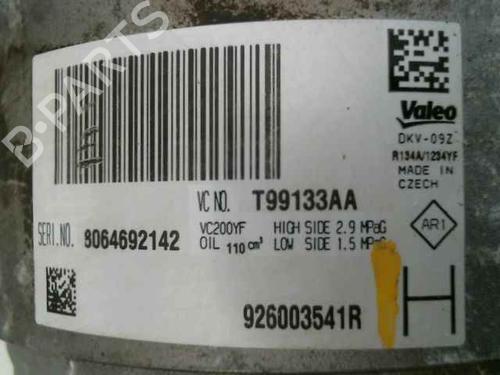 B-PARTS
Valeo
DKV-09Z
R134A/1234YF
MADE IN
CZECH
VC NO. T99133AA
SERI.NO. 8064692142
VC200YF HIGH SIDE 2.9 MPaG
OIL 110 cm³ LOW SIDE 1.5 MPaG
AR1
926003541R
H